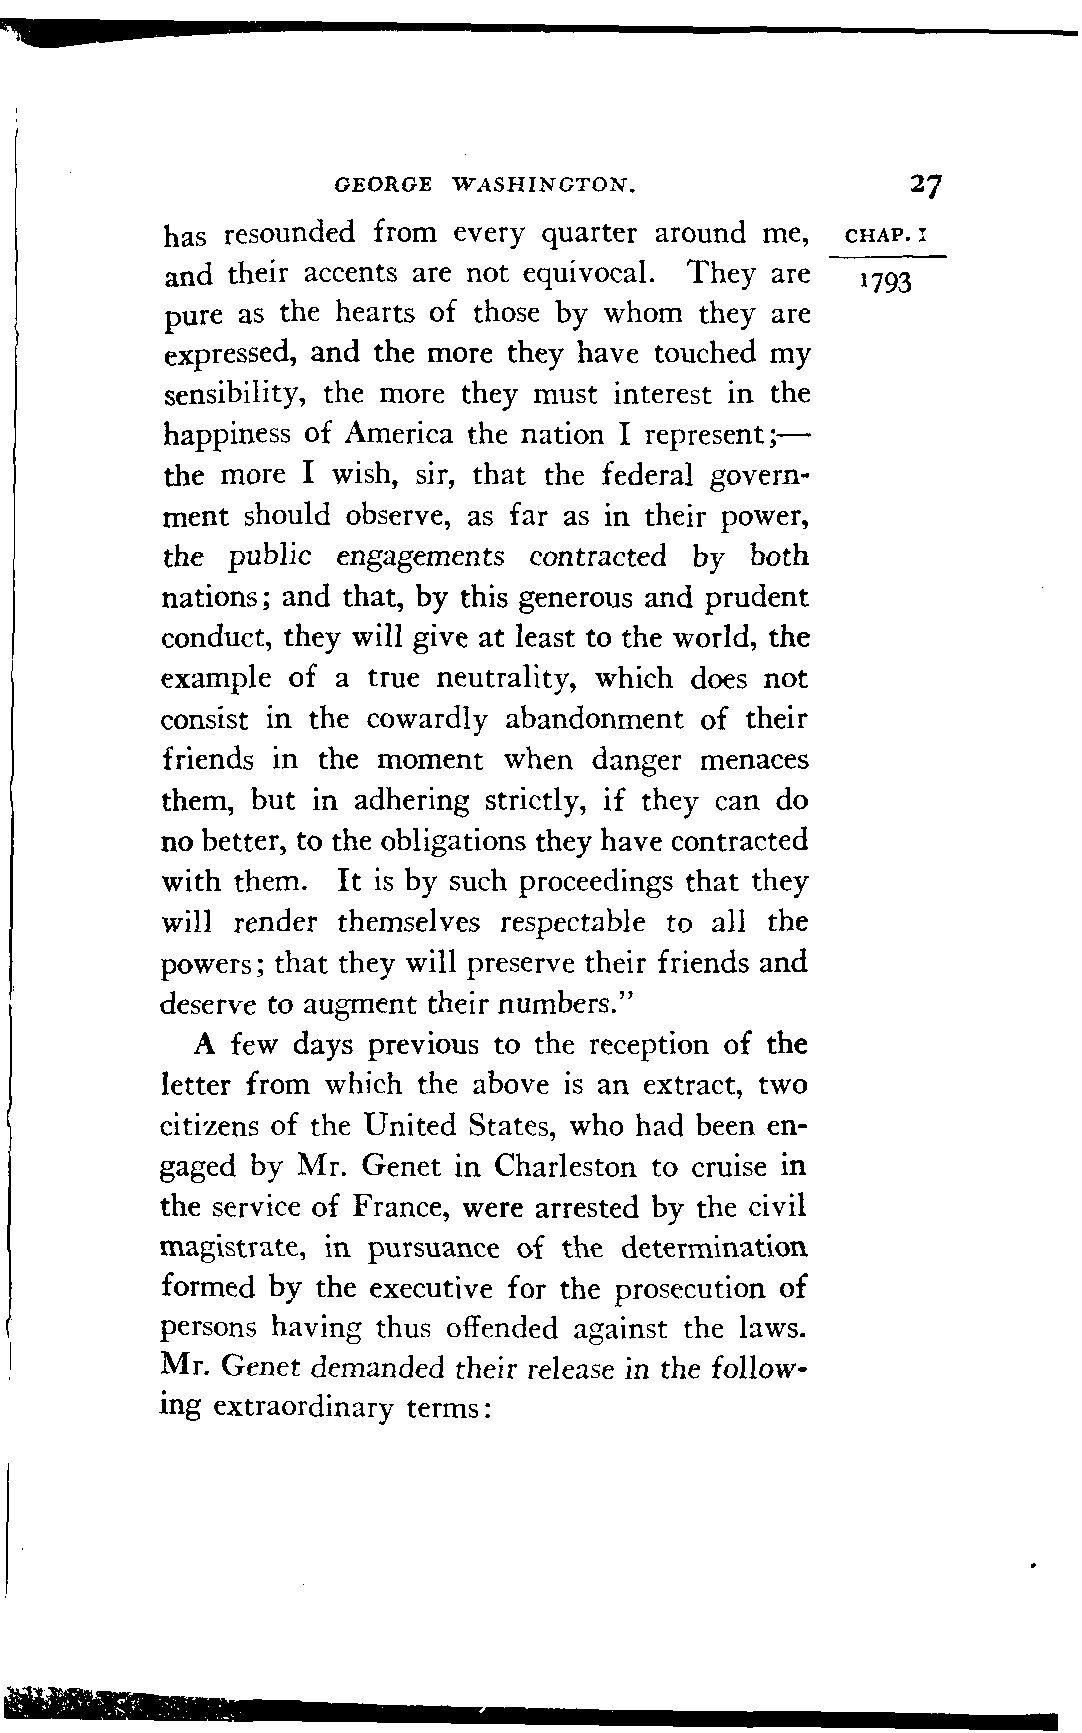 GEORGE WASHINGTON. 27
has resounded from every quarter around me, CHAP. I
and their accents are not equivocal. They are 1793
pure as the hearts of those by whom they are
expressed, and the more they have touched my
sensibility, the more they must interest in the
happiness of America the nation I represent;—
the more I wish, sir, that the federal govern-
ment should observe, as far as in their power,
the public engagements contracted by both
nations; and that, by this generous and prudent
conduct, they will give at least to the world, the
example of a true neutrality, which does not
consist in the cowardly abandonment of their
friends in the moment when danger menaces
them, but in adhering strictly, if they can do
no better, to the obligations they have contracted
with them. It is by such proceedings that they
will render themselves respectable to all the
powers; that they will preserve their friends and
deserve to augment their numbers."
A few days previous to the reception of the
letter from which the above is an extract, two
citizens of the United States, who had been en-
gaged by Mr. Genet in Charleston to cruise in
the service of France, were arrested by the civil
magistrate, in pursuance of the determination
formed by the executive for the prosecution of
persons having thus offended against the laws.
Mr. Genet demanded their release in the follow-
ing extraordinary terms: